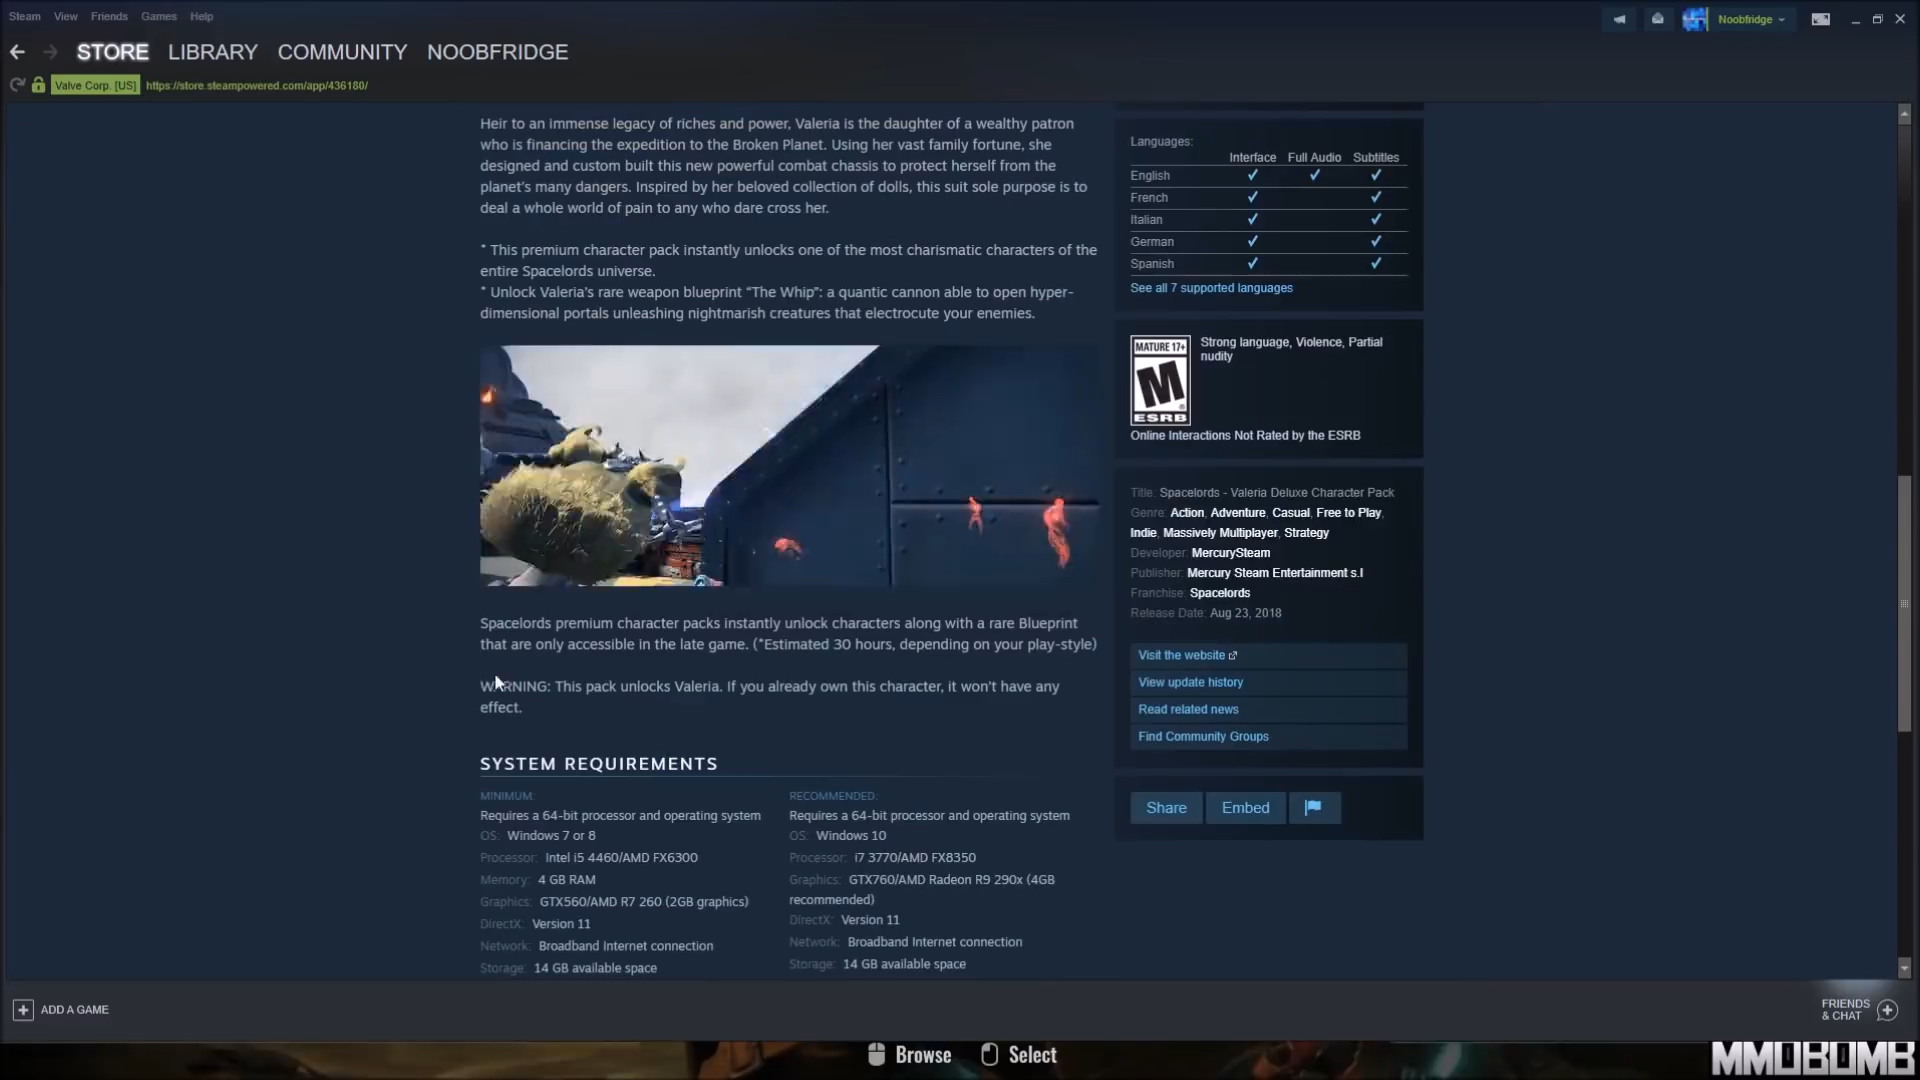 Steam View Friends Games Help
Noobfridge
STORE LIBRARY COMMUNITY NOOBFRIDGE
Valve Corp. [US] https://store.steampowered.com/app/436180/
Heir to an immense legacy of riches and power, Valeria is the daughter of a wealthy patron
who is financing the expedition to the Broken Planet. Using her vast family fortune, she
designed and custom built this new powerful combat chassis to protect herself from the
planet's many dangers. Inspired by her beloved collection of dolls, this suit sole purpose is to
deal a whole world of pain to any who dare cross her.
* This premium character pack instantly unlocks one of the most charismatic characters of the
entire Spacelords universe.
* Unlock Valeria's rare weapon blueprint “The Whip”: a quantic cannon able to open hyper-
dimensional portals unleashing nightmarish creatures that electrocute your enemies.
Spacelords premium character packs instantly unlock characters along with a rare Blueprint
that are only accessible in the late game. (*Estimated 30 hours, depending on your play-style)
WARNING: This pack unlocks Valeria. If you already own this character, it won't have any
effect.
SYSTEM REQUIREMENTS
MINIMUM:
Requires a 64-bit processor and operating system
OS: Windows 7 or 8
Processor: Intel i5 4460/AMD FX6300
Memory: 4 GB RAM
Graphics: GTX560/AMD R7 260 (2GB graphics)
DirectX: Version 11
Network: Broadband Internet connection
Storage: 14 GB available space
RECOMMENDED:
Requires a 64-bit processor and operating system
OS: Windows 10
Processor: i7 3770/AMD FX8350
Graphics: GTX760/AMD Radeon R9 290x (4GB
recommended)
DirectX: Version 11
Network: Broadband Internet connection
Storage: 14 GB available space
Languages:
Interface Full Audio Subtitles
English ✓ ✓ ✓
French ✓ ✓
Italian ✓ ✓
German ✓ ✓
Spanish ✓ ✓
See all 7 supported languages
MATURE 17+
M
ESRB
Strong language, Violence, Partial
nudity
Online Interactions Not Rated by the ESRB
Title: Spacelords - Valeria Deluxe Character Pack
Genre: Action, Adventure, Casual, Free to Play,
Indie, Massively Multiplayer, Strategy
Developer: MercurySteam
Publisher: Mercury Steam Entertainment s.l
Franchise: Spacelords
Release Date: Aug 23, 2018
Visit the website
View update history
Read related news
Find Community Groups
Share Embed
ADD A GAME
FRIENDS
& CHAT
Browse Select
MMOBOMB